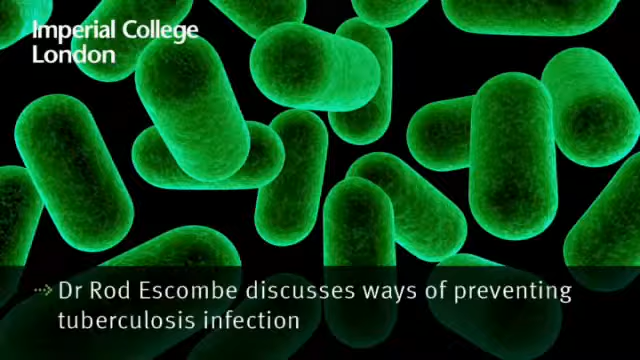 Imperial College
London
Dr Rod Escombe discusses ways of preventing
tuberculosis infection